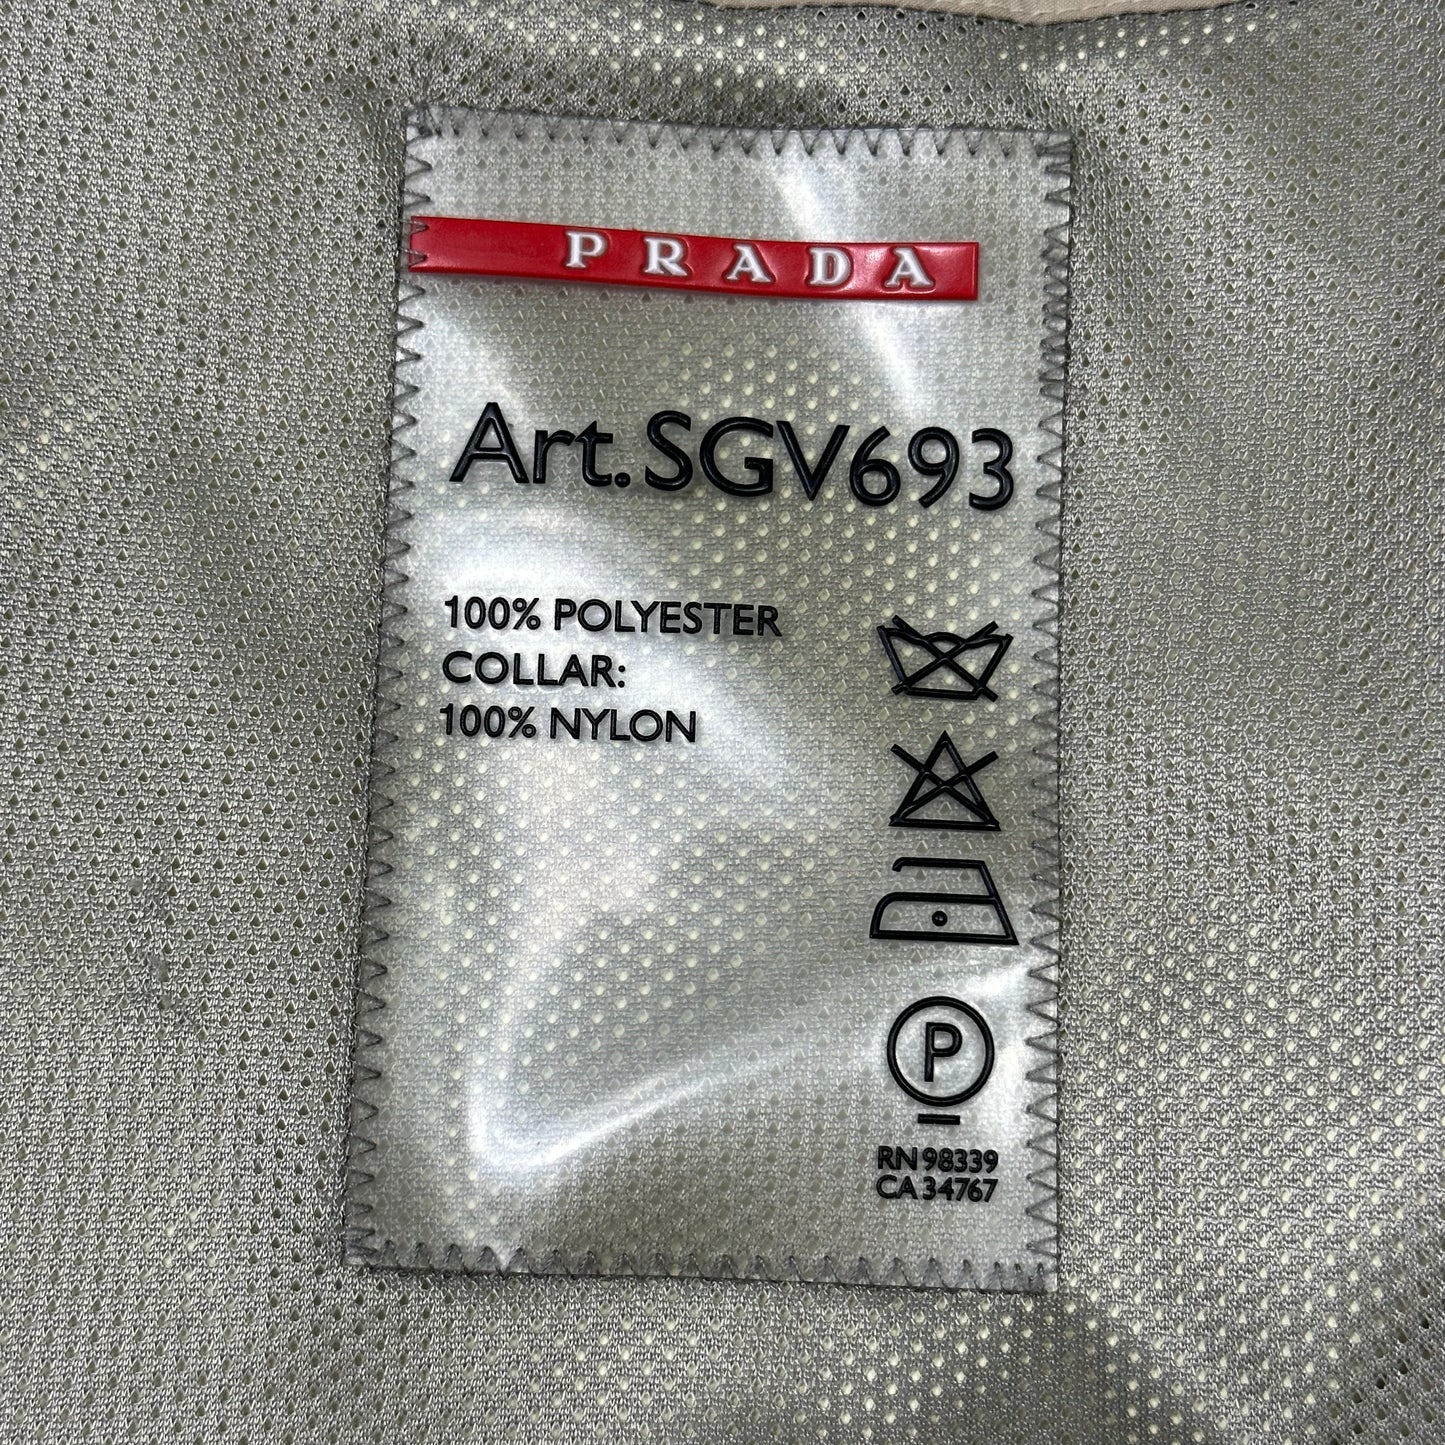 PRADA
Art.SGV693
100% POLYESTER
COLLAR:
100% NYLON
P
RN 98339
CA 34767